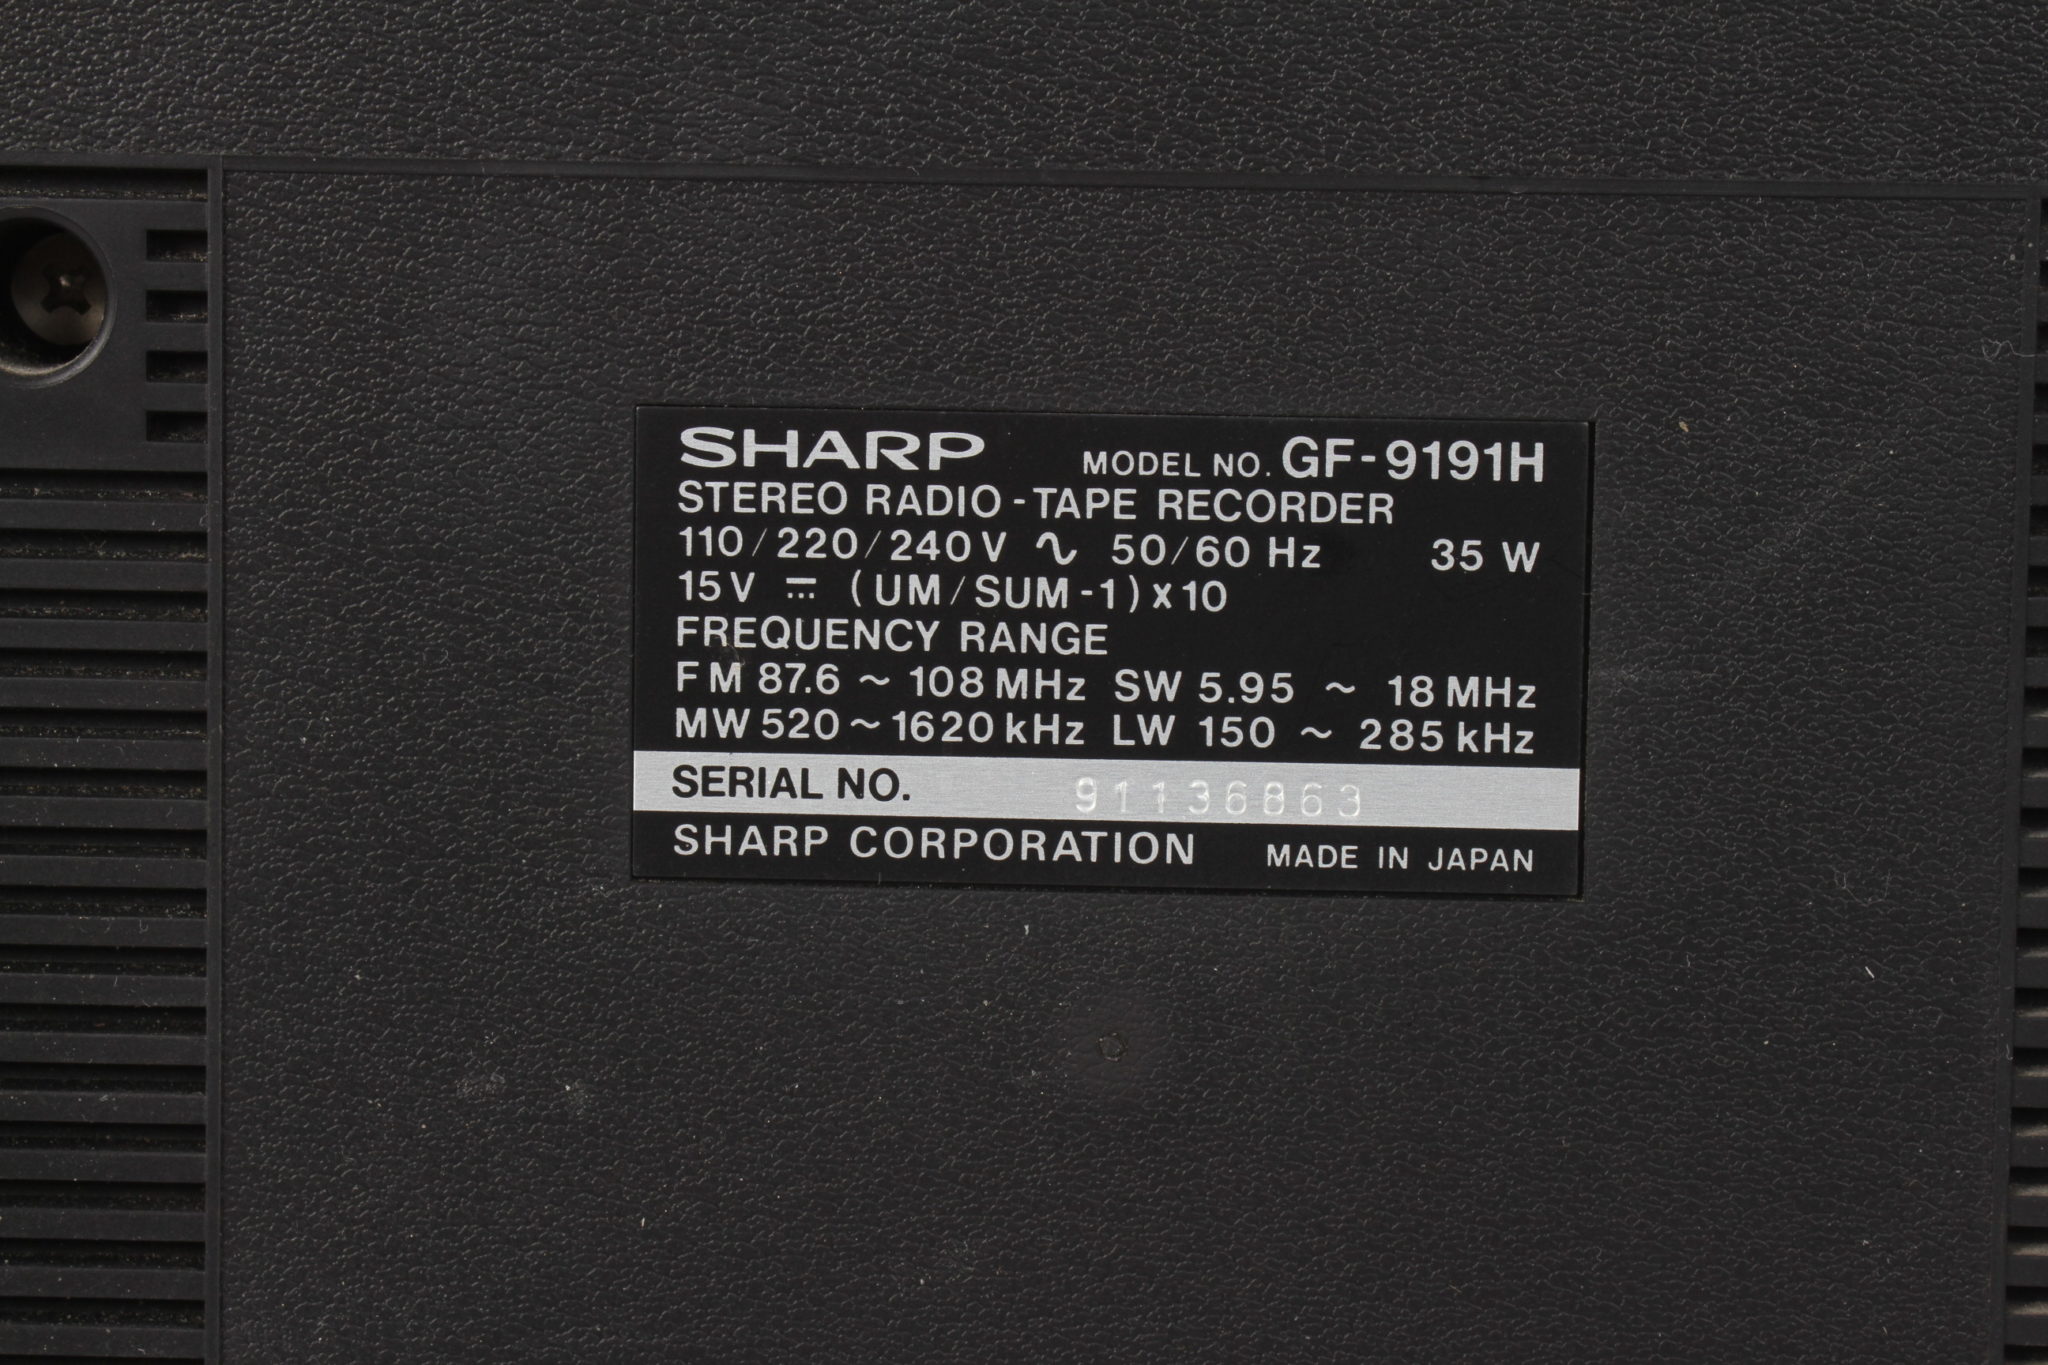 SHARP MODEL NO. GF-9191H
STEREO RADIO-TAPE RECORDER
110/220/240V ∿ 50/60 Hz 35 W
15V ⎓ (UM/SUM-1)x10
FREQUENCY RANGE
FM 87.6 ~ 108 MHz SW 5.95 ~ 18 MHz
MW 520 ~ 1620 kHz LW 150 ~ 285 kHz
SERIAL NO. 91136863
SHARP CORPORATION MADE IN JAPAN